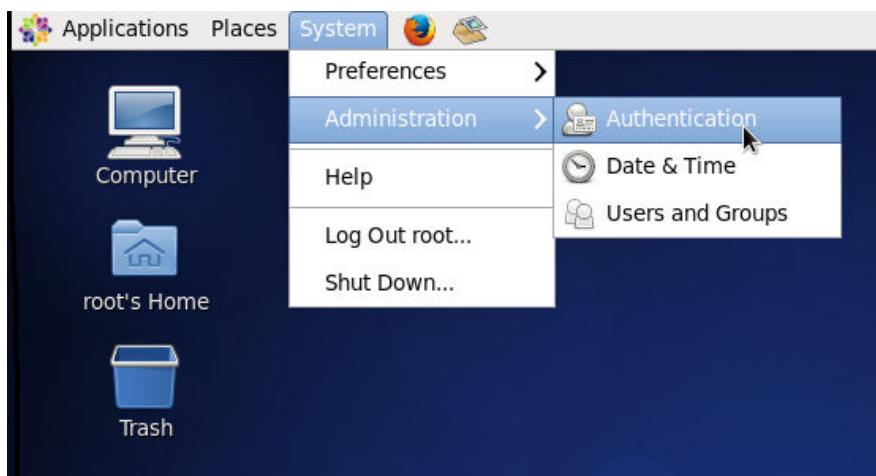 Applications Places System
Preferences
Administration
Authentication
Date & Time
Users and Groups
Help
Log Out root...
Shut Down...
Computer
root's Home
Trash